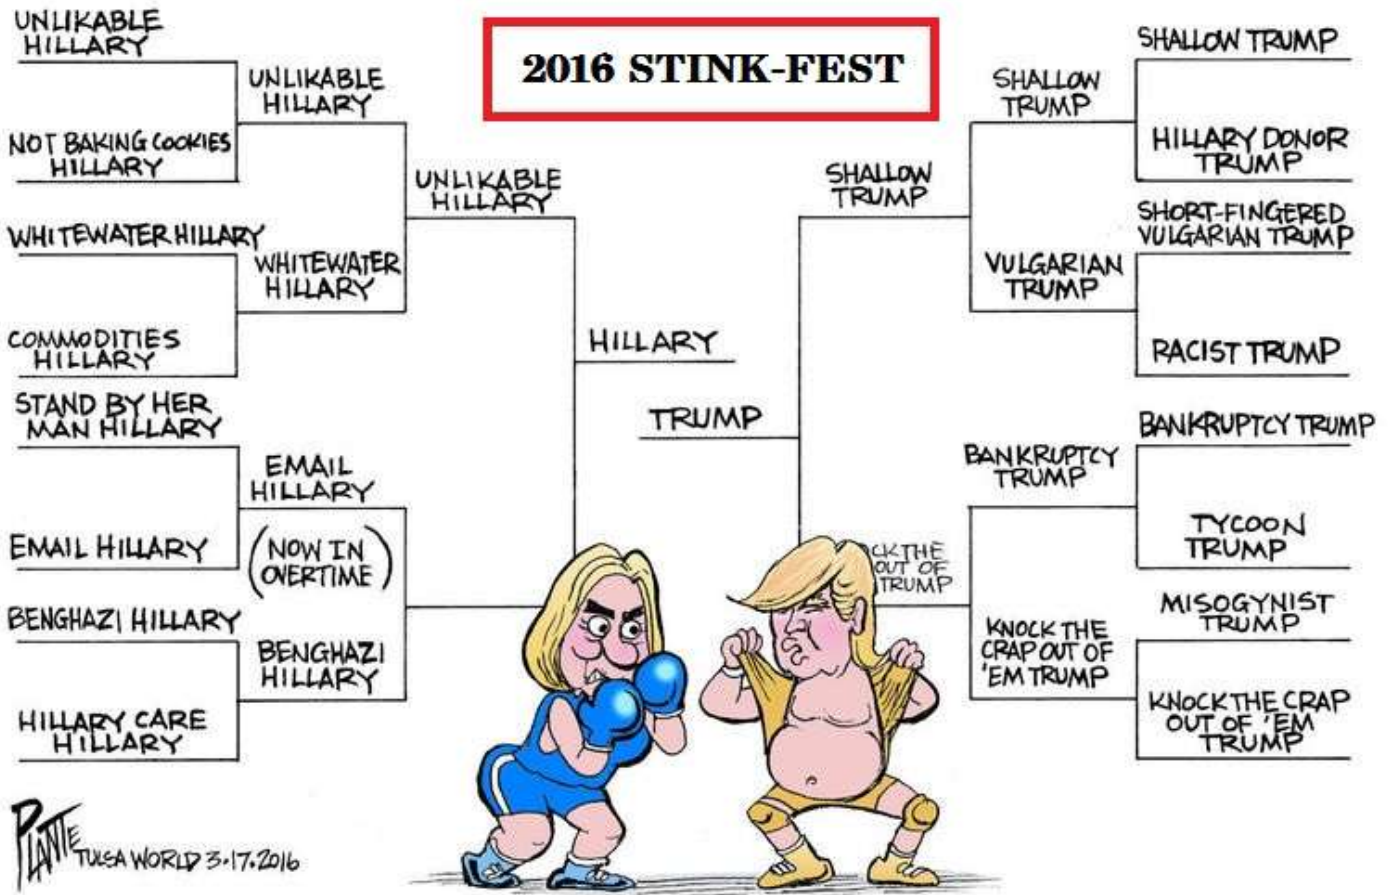 2016 STINK-FEST
UNLIKABLE
HILLARY
NOT BAKING COOKIES
HILLARY
WHITEWATER HILLARY
COMMODITIES
HILLARY
STAND BY HER
MAN HILLARY
EMAIL HILLARY
BENGHAZI HILLARY
HILLARY CARE
HILLARY
UNLIKABLE
HILLARY
WHITEWATER
HILLARY
EMAIL
HILLARY
(NOW IN
OVERTIME)
BENGHAZI
HILLARY
UNLIKABLE
HILLARY
HILLARY
TRUMP
SHALLOW
TRUMP
CK THE
OUT OF
TRUMP
SHALLOW
TRUMP
VULGARIAN
TRUMP
BANKRUPTCY
TRUMP
KNOCK THE
CRAP OUT OF
'EM TRUMP
SHALLOW TRUMP
HILLARY DONOR
TRUMP
SHORT-FINGERED
VULGARIAN TRUMP
RACIST TRUMP
BANKRUPTCY TRUMP
TYCOON
TRUMP
MISOGYNIST
TRUMP
KNOCK THE CRAP
OUT OF 'EM
TRUMP
PLANTE
TULSA WORLD 3.17.2016